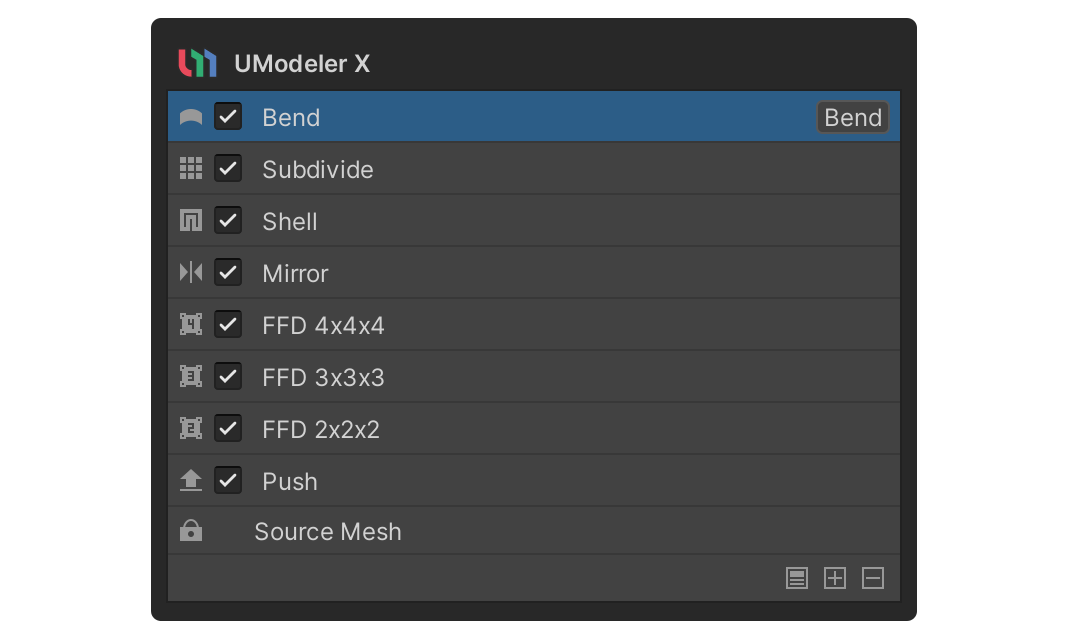 UModeler X
Bend Bend
Subdivide
Shell
Mirror
FFD 4x4x4
FFD 3x3x3
FFD 2x2x2
Push
Source Mesh